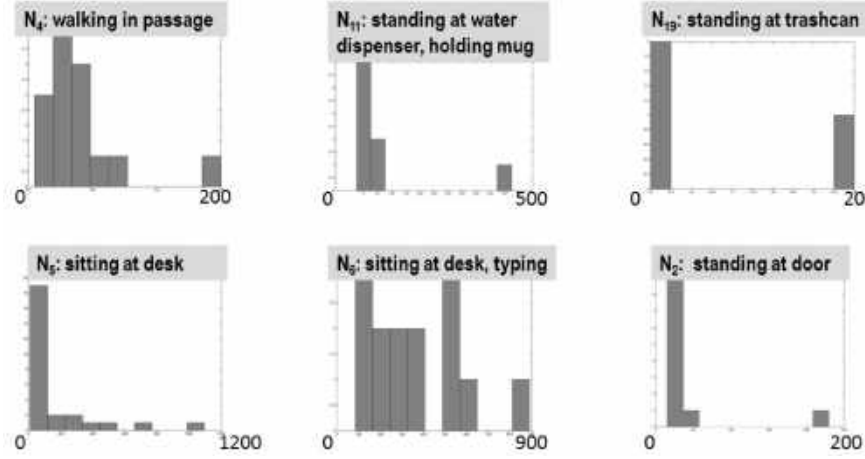 N₄: walking in passage
0 200
N₁₁: standing at water
dispenser, holding mug
0 500
N₁₉: standing at trashcan
0 20
N₅: sitting at desk
0 1200
N₆: sitting at desk, typing
0 900
N₂: standing at door
0 200